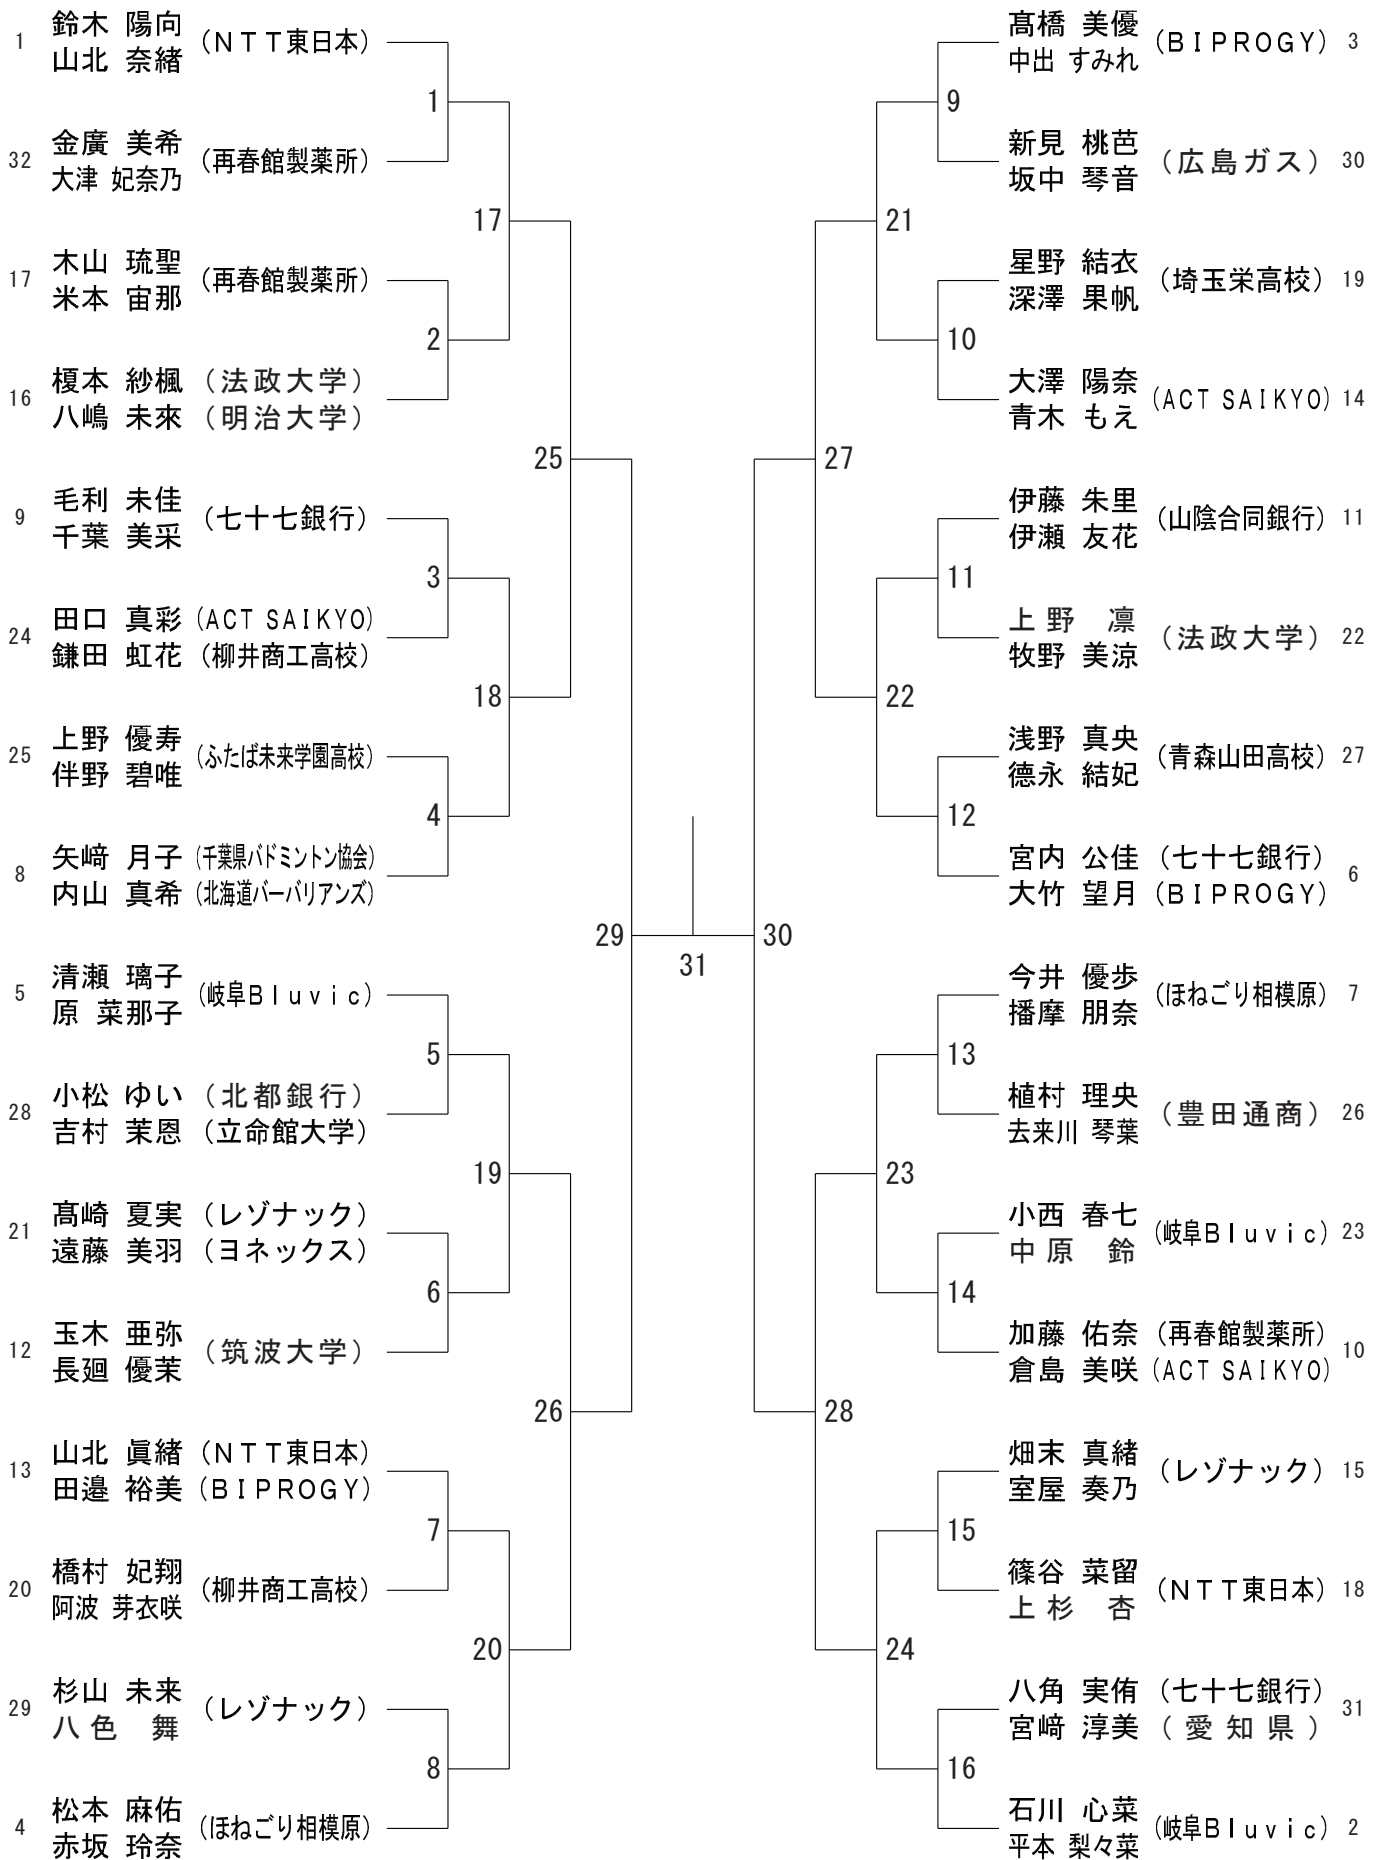 1 鈴木 陽向 (ＮＴＴ東日本)
山北 奈緒
1
32 金廣 美希 (再春館製薬所)
大津 妃奈乃
17
17 木山 琉聖 (再春館製薬所)
米本 宙那
2
16 榎本 紗楓 (法政大学)
八嶋 未來 (明治大学)
25
9 毛利 未佳 (七十七銀行)
千葉 美采
3
24 田口 真彩 (ACT SAIKYO)
鎌田 虹花 (柳井商工高校)
18
25 上野 優寿 (ふたば未来学園高校)
伴野 碧唯
4
8 矢﨑 月子 (千葉県バドミントン協会)
内山 真希 (北海道バーバリアンズ)
29
5 清瀬 璃子 (岐阜Ｂｌｕｖｉｃ)
原 菜那子
5
28 小松 ゆい (北都銀行)
吉村 茉恩 (立命館大学)
19
21 髙崎 夏実 (レゾナック)
遠藤 美羽 (ヨネックス)
6
12 玉木 亜弥 (筑波大学)
長廻 優茉
26
13 山北 眞緒 (ＮＴＴ東日本)
田邉 裕美 (BIPROGY)
7
20 橋村 妃翔 (柳井商工高校)
阿波 芽衣咲
20
29 杉山 未来 (レゾナック)
八色 舞
8
4 松本 麻佑 (ほねごり相模原)
赤坂 玲奈
31
髙橋 美優 (BIPROGY) 3
中出 すみれ
9
新見 桃芭 (広島ガス) 30
坂中 琴音
21
星野 結衣 (埼玉栄高校) 19
深澤 果帆
10
大澤 陽奈 (ACT SAIKYO) 14
青木 もえ
27
伊藤 朱里 (山陰合同銀行) 11
伊瀬 友花
11
上野 凛 (法政大学) 22
牧野 美涼
22
浅野 真央 (青森山田高校) 27
德永 結妃
12
宮内 公佳 (七十七銀行) 6
大竹 望月 (BIPROGY)
30
今井 優歩 (ほねごり相模原) 7
播摩 朋奈
13
植村 理央 (豊田通商) 26
去来川 琴葉
23
小西 春七 (岐阜Ｂｌｕｖｉｃ) 23
中原 鈴
14
加藤 佑奈 (再春館製薬所) 10
倉島 美咲 (ACT SAIKYO)
28
畑末 真緒 (レゾナック) 15
室屋 奏乃
15
篠谷 菜留 (ＮＴＴ東日本) 18
上杉 杏
24
八角 実侑 (七十七銀行) 31
宮﨑 淳美 (愛知県)
16
石川 心菜 (岐阜Ｂｌｕｖｉｃ) 2
平本 梨々菜